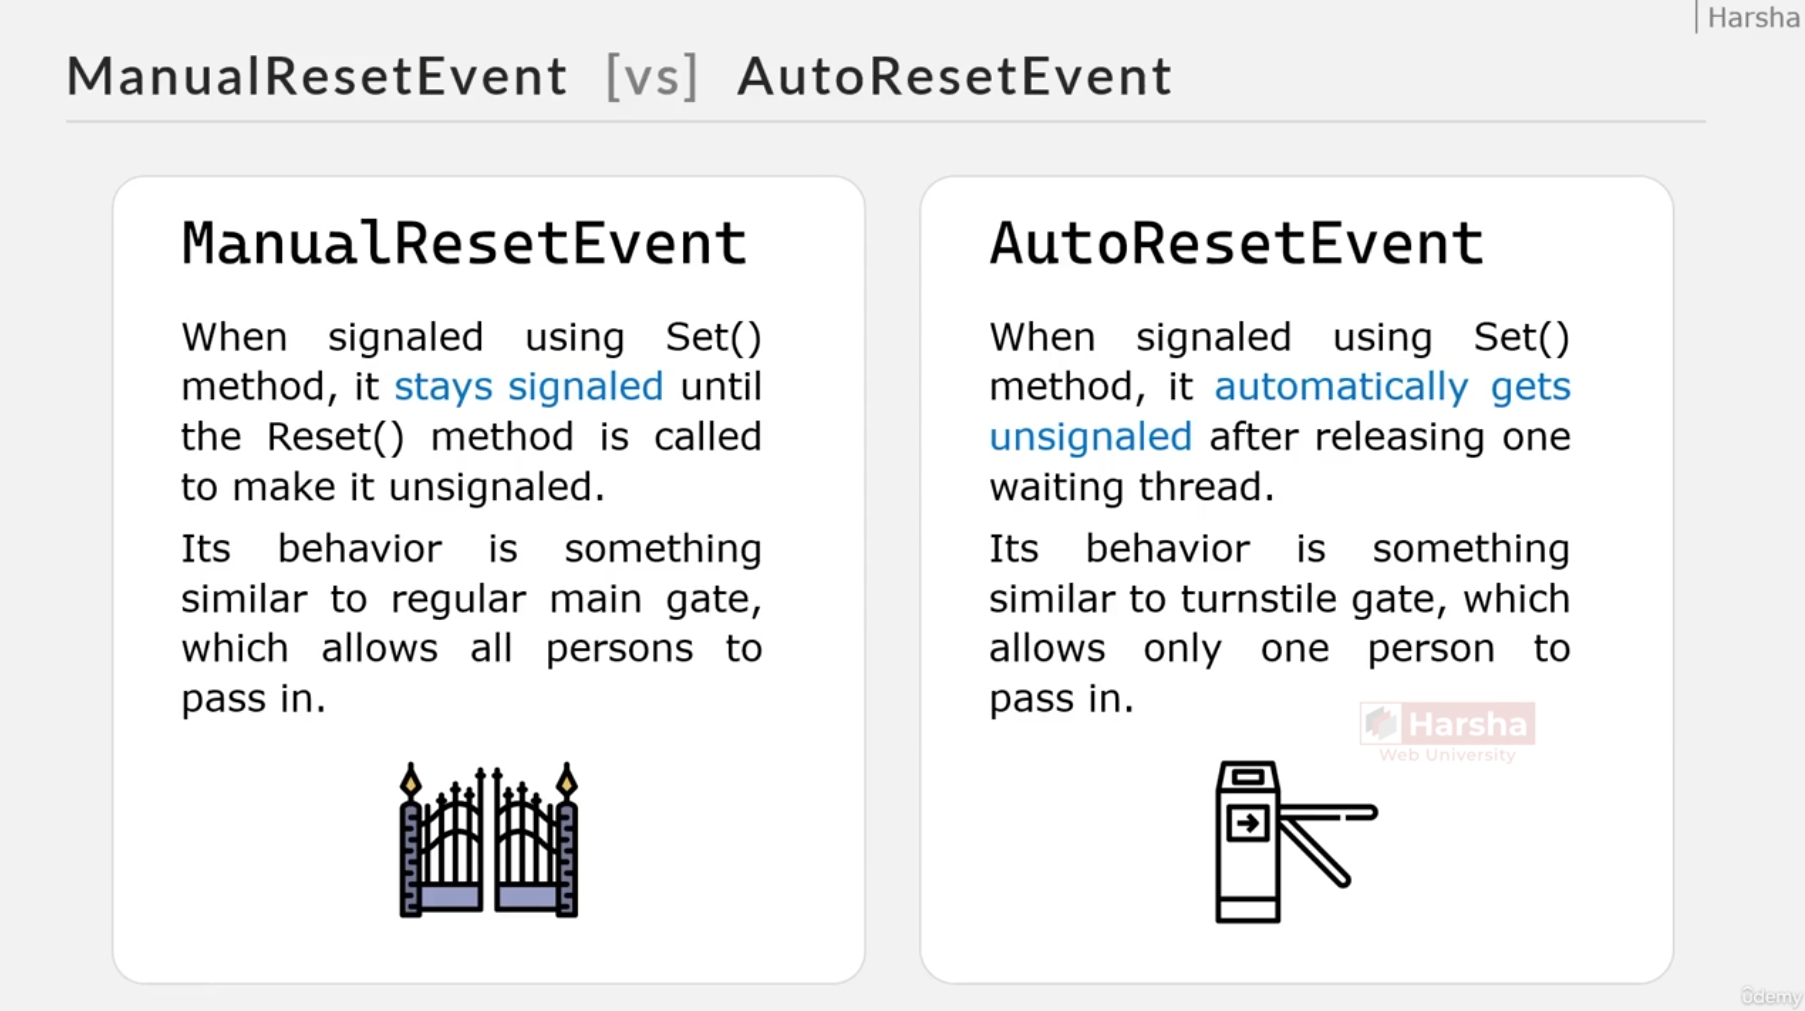 | Harsha
ManualResetEvent [vs] AutoResetEvent
ManualResetEvent
When signaled using Set()
method, it stays signaled until
the Reset() method is called
to make it unsignaled.
Its behavior is something
similar to regular main gate,
which allows all persons to
pass in.
AutoResetEvent
When signaled using Set()
method, it automatically gets
unsignaled after releasing one
waiting thread.
Its behavior is something
similar to turnstile gate, which
allows only one person to
pass in.
Harsha
Web University
ûdemy